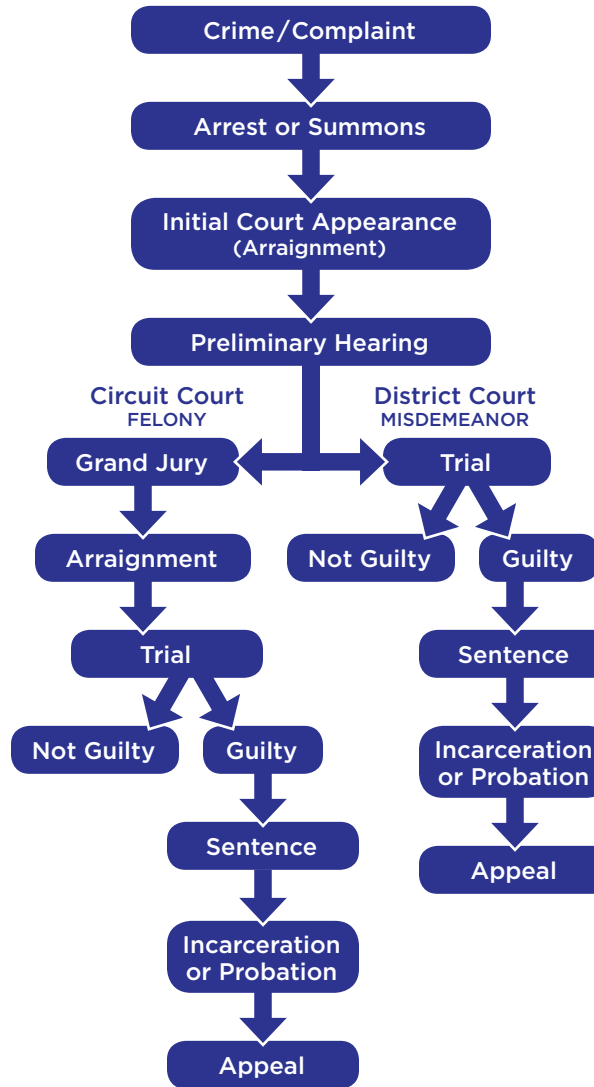 Crime/Complaint
Arrest or Summons
Initial Court Appearance
(Arraignment)
Preliminary Hearing
Circuit Court
FELONY
Grand Jury
Arraignment
Trial
Not Guilty
Guilty
Sentence
Incarceration
or Probation
Appeal
District Court
MISDEMEANOR
Trial
Not Guilty
Guilty
Sentence
Incarceration
or Probation
Appeal